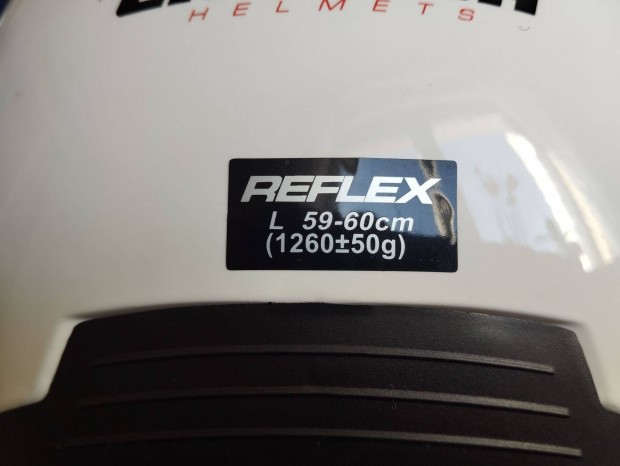 HELMETS
REFLEX
L 59-60cm
(1260±50g)